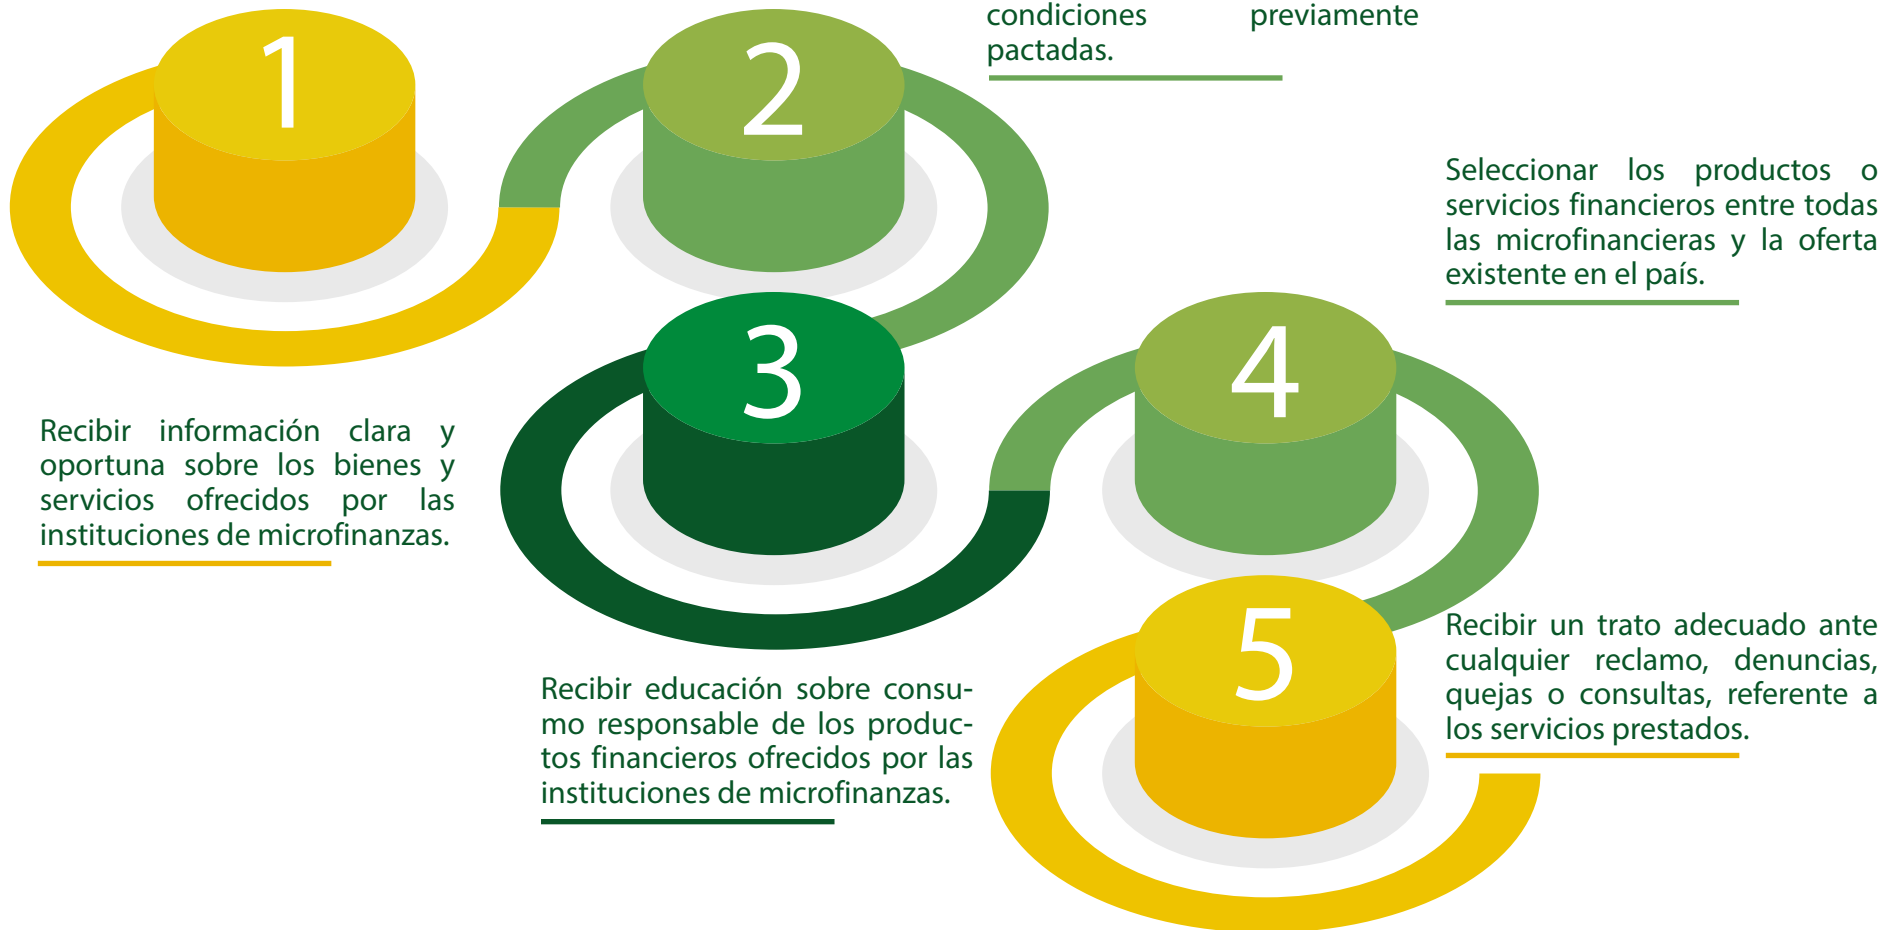 1
Recibir información clara y
oportuna sobre los bienes y
servicios ofrecidos por las
instituciones de microfinanzas.
2
condiciones previamente
pactadas.
3
Recibir educación sobre consu-
mo responsable de los produc-
tos financieros ofrecidos por las
instituciones de microfinanzas.
4
Seleccionar los productos o
servicios financieros entre todas
las microfinancieras y la oferta
existente en el país.
5
Recibir un trato adecuado ante
cualquier reclamo, denuncias,
quejas o consultas, referente a
los servicios prestados.